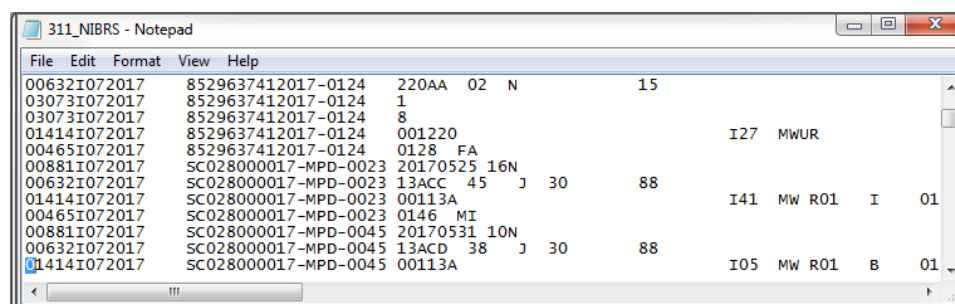 311_NIBRS - Notepad
File Edit Format View Help
00632I072017     8529637412017-0124    220AA  02  N               15
03073I072017     8529637412017-0124    1
03073I072017     8529637412017-0124    8
01414I072017     8529637412017-0124    001220                                   I27  MWUR
00465I072017     8529637412017-0124    0128  FA
00881I072017     SC028000017-MPD-0023 20170525 16N
00632I072017     SC028000017-MPD-0023 13ACC  45   J  30         88
01414I072017     SC028000017-MPD-0023 00113A                                   I41  MW R01   I    01
00465I072017     SC028000017-MPD-0023 0146  MI
00881I072017     SC028000017-MPD-0045 20170531 10N
00632I072017     SC028000017-MPD-0045 13ACD  38   J  30         88
01414I072017     SC028000017-MPD-0045 00113A                                   I05  MW R01   B    01